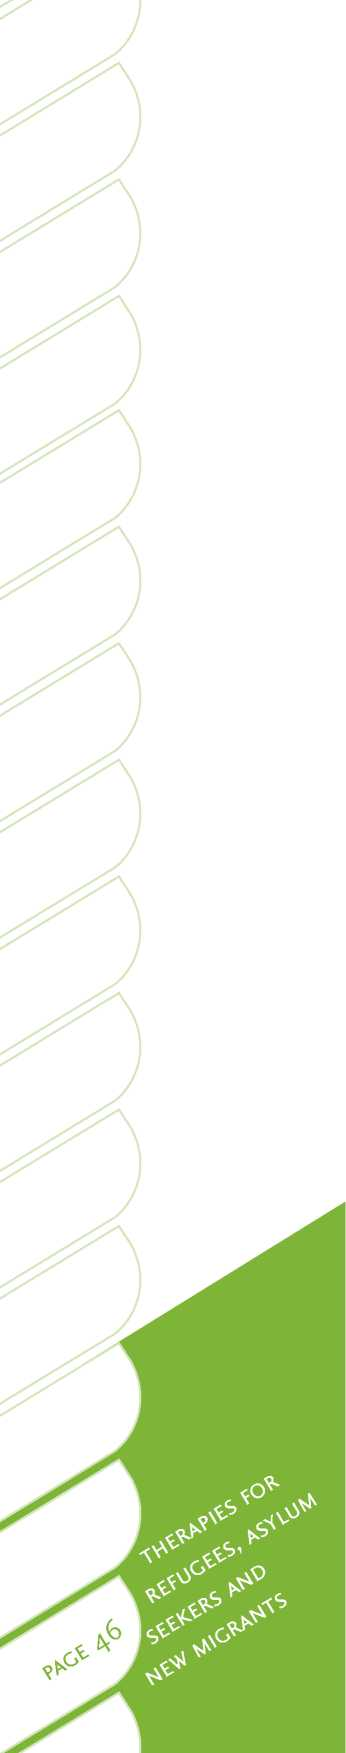 THERAPIES FOR
REFUGEES, ASYLUM
SEEKERS AND
NEW MIGRANTS
PAGE 46